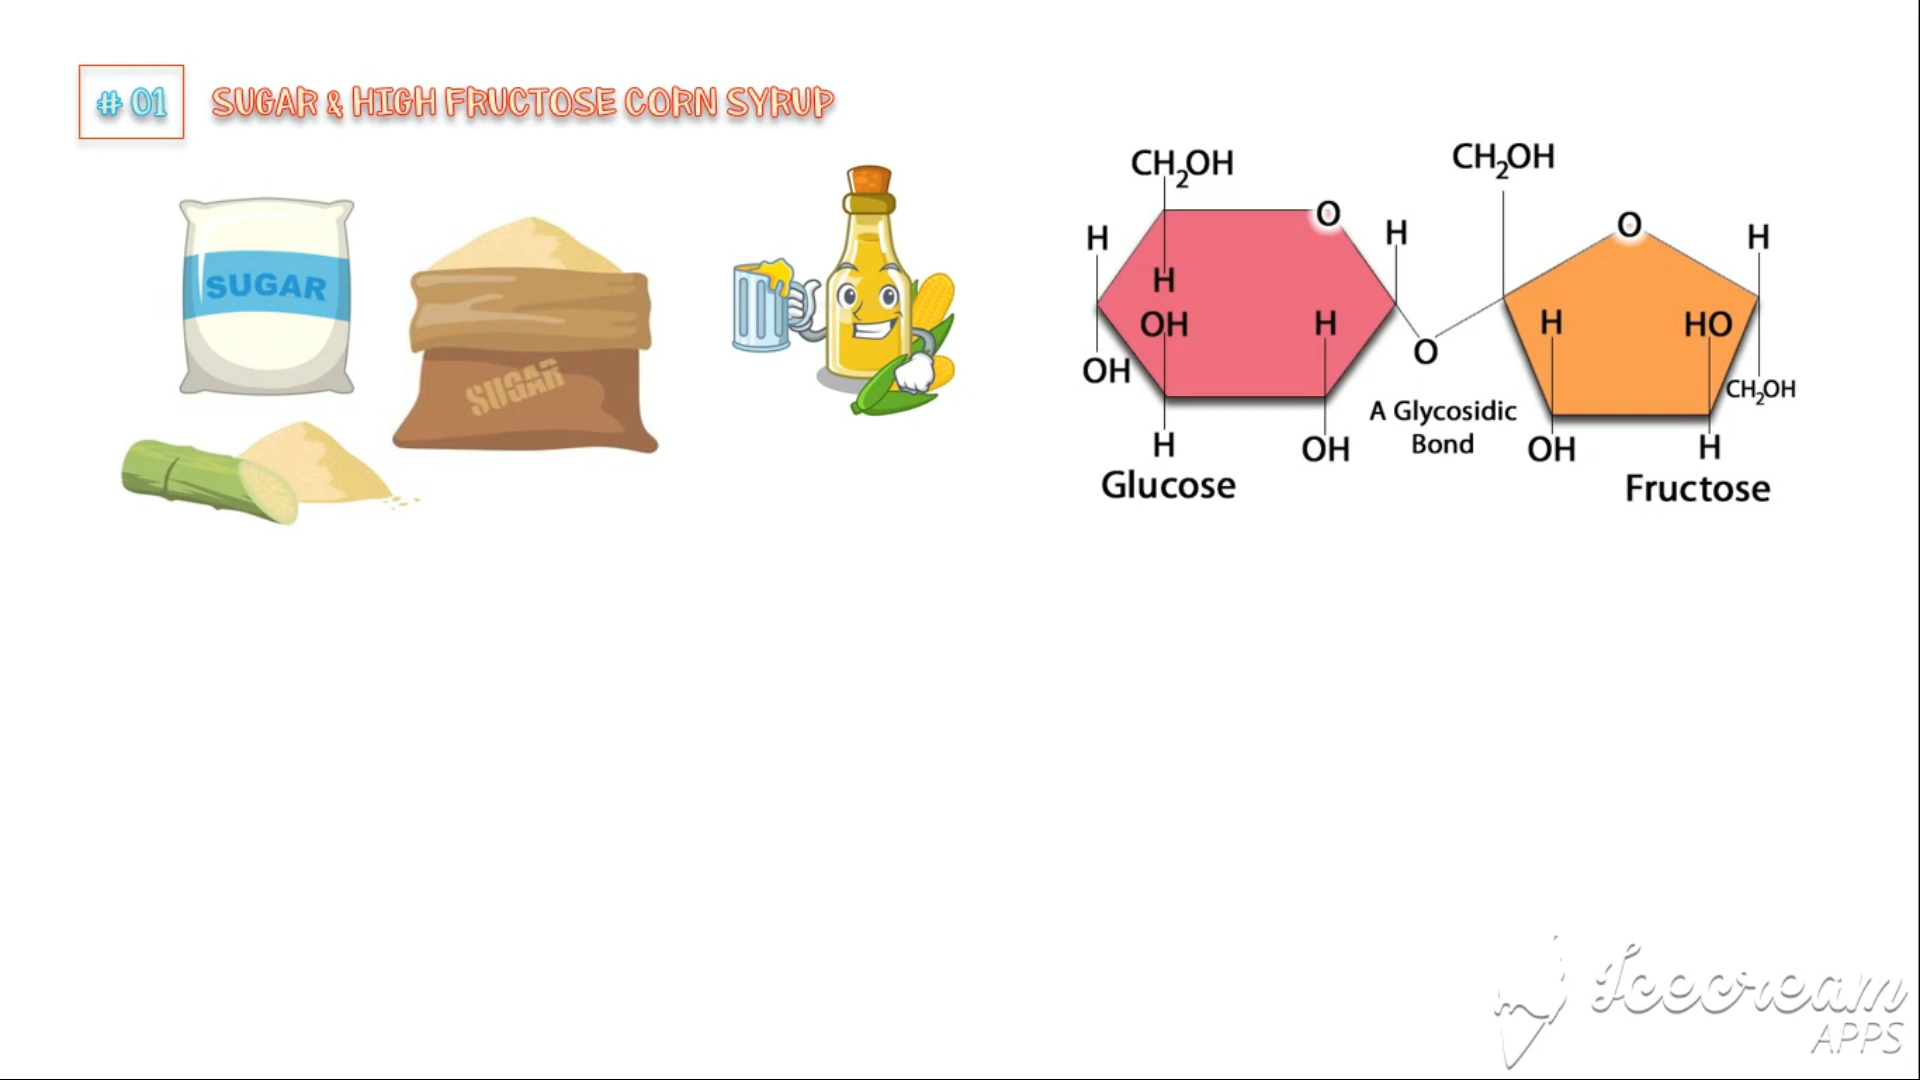 # 01
SUGAR & HIGH FRUCTOSE CORN SYRUP
SUGAR
SUGAR
CH2OH
CH2OH
H
O
H
O
H
H
OH
H
H
HO
OH
O
CH2OH
A Glycosidic
Bond
H
OH
OH
H
Glucose
Fructose
Icecream
APPS